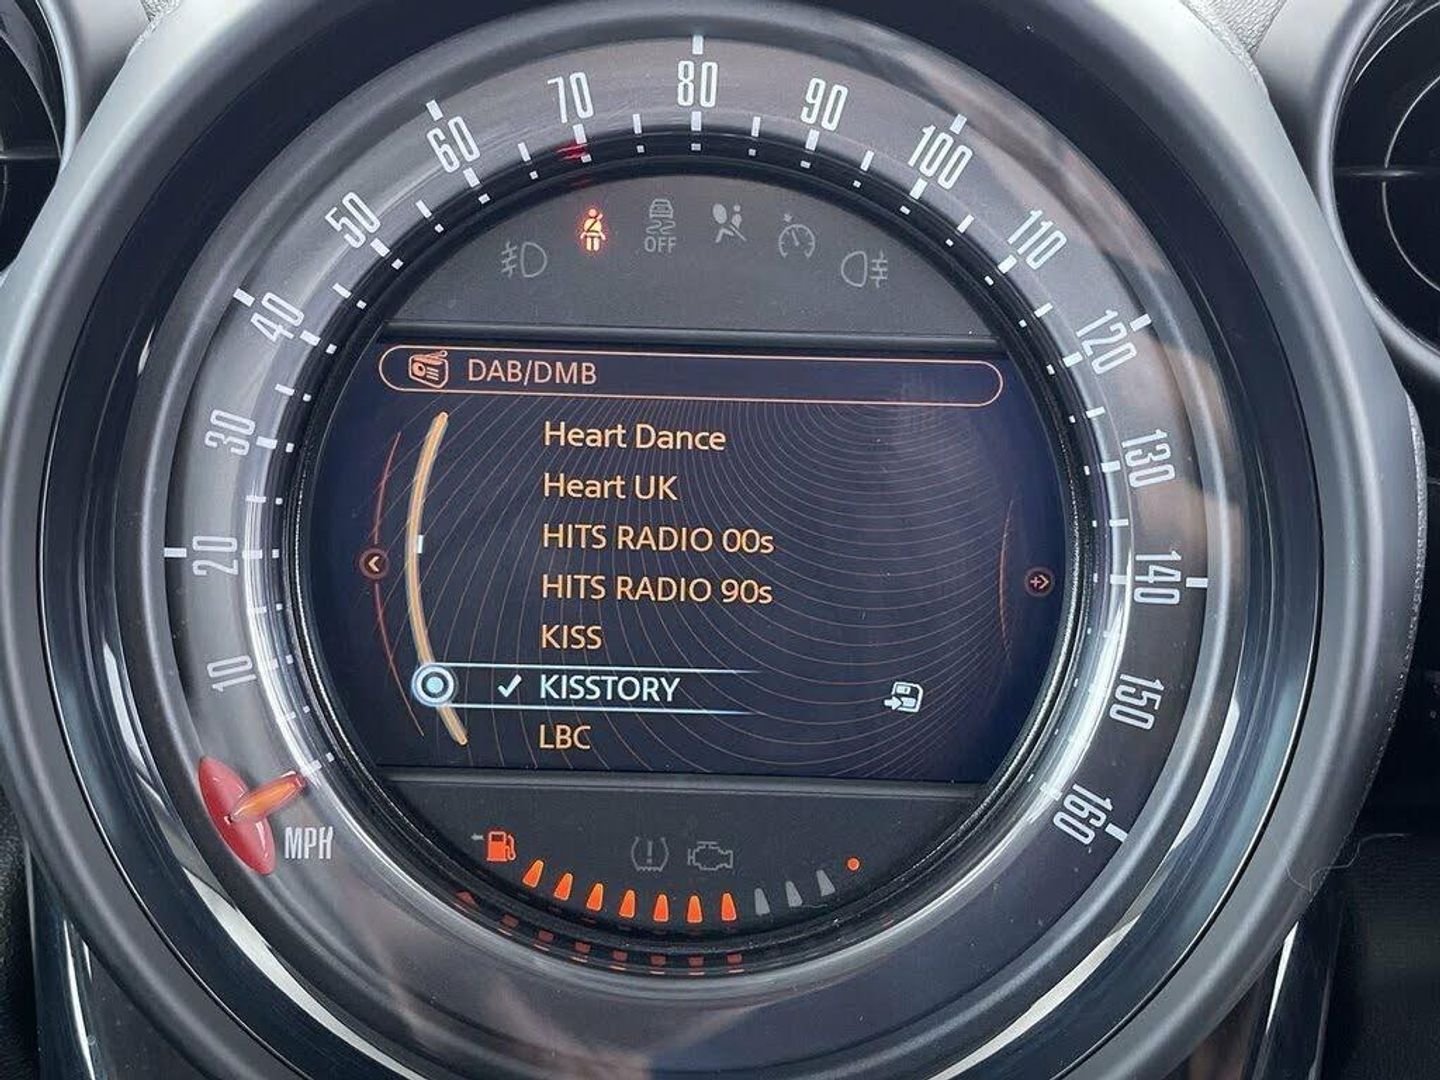 80
70
90
60
100
50
110
40
120
30
130
20
140
10
150
160
MPH
OFF
DAB/DMB
Heart Dance
Heart UK
HITS RADIO 00s
HITS RADIO 90s
KISS
KISSTORY
LBC